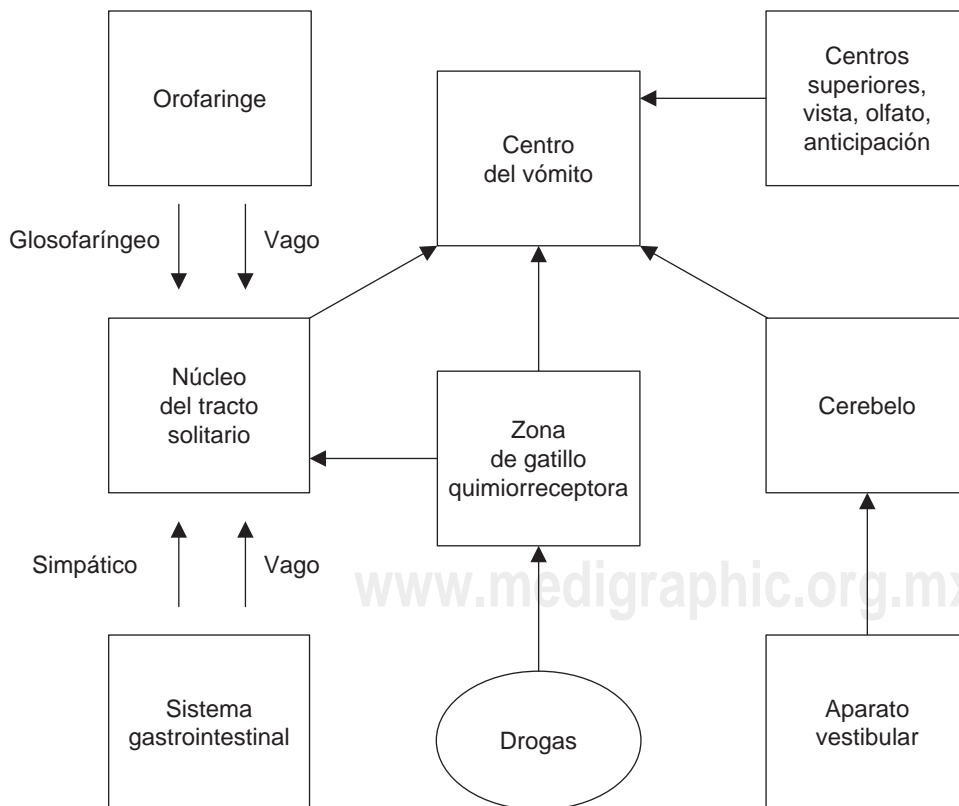 Orofaringe
Centro
del vómito
Centros
superiores,
vista, olfato,
anticipación
Glosofaríngeo
Vago
Núcleo
del tracto
solitario
Zona
de gatillo
quimiorreceptora
Cerebelo
Simpático
Vago
www.medigraphic.org.mx
Sistema
gastrointestinal
Drogas
Aparato
vestibular